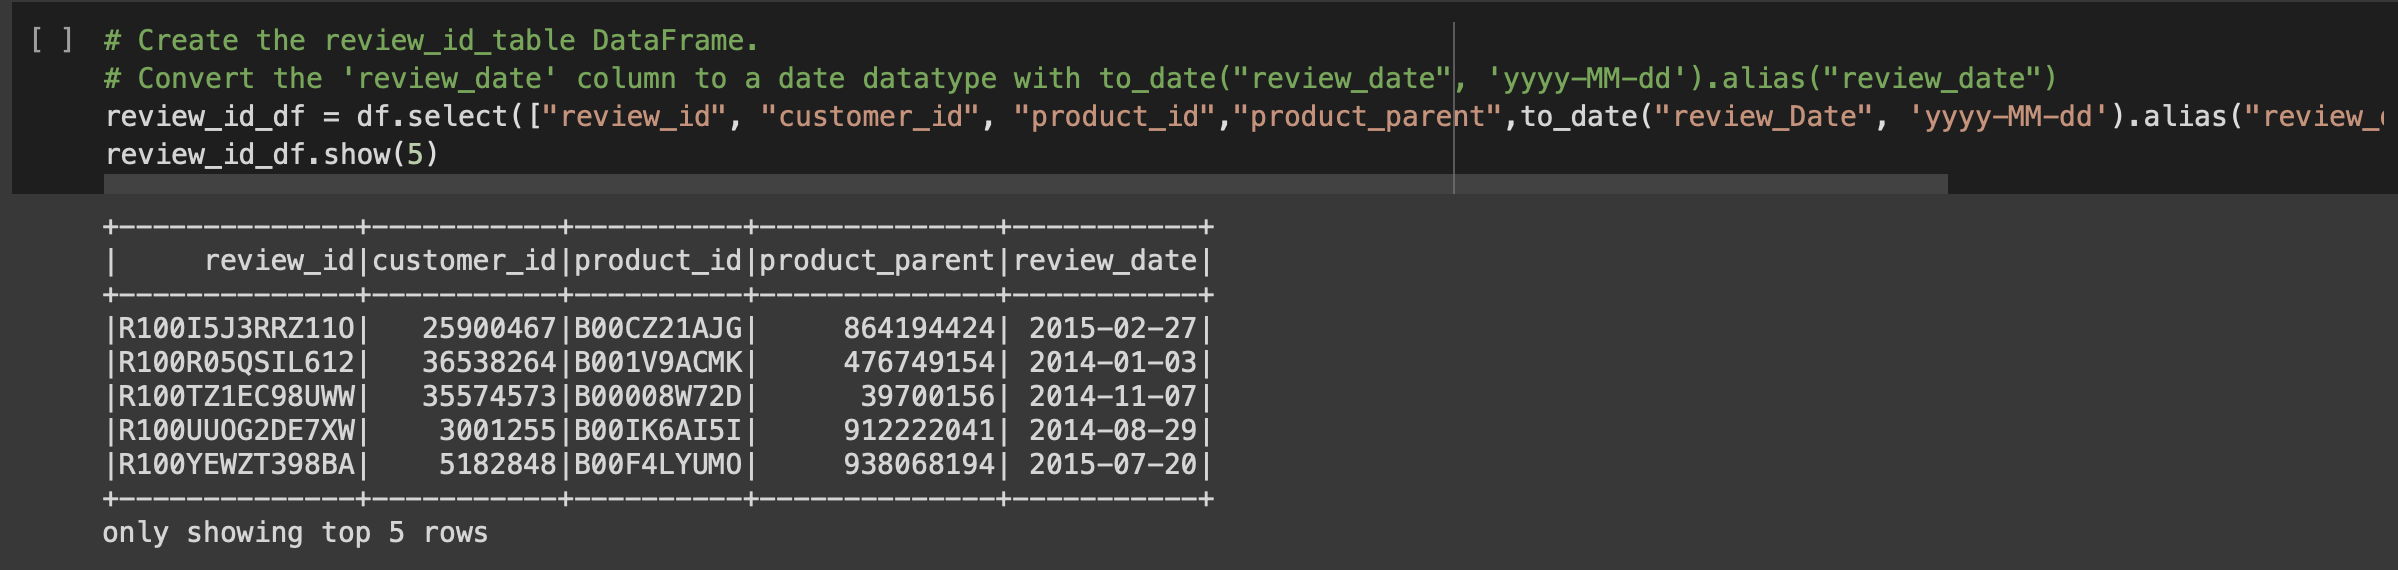 [ ] # Create the review_id_table DataFrame.
# Convert the 'review_date' column to a date datatype with to_date("review_date", 'yyyy-MM-dd').alias("review_date")
review_id_df = df.select(["review_id", "customer_id", "product_id","product_parent",to_date("review_Date", 'yyyy-MM-dd').alias("review_
review_id_df.show(5)
+--------------+-----------+----------+--------------+-----------+
|     review_id|customer_id|product_id|product_parent|review_date|
+--------------+-----------+----------+--------------+-----------+
|R100I5J3RRZ11O|   25900467|B00CZ21AJG|     864194424| 2015-02-27|
|R100R05QSIL612|   36538264|B001V9ACMK|     476749154| 2014-01-03|
|R100TZ1EC98UWW|   35574573|B00008W72D|      39700156| 2014-11-07|
|R100UUOG2DE7XW|    3001255|B00IK6AI5I|     912222041| 2014-08-29|
|R100YEWZT398BA|    5182848|B00F4LYUMO|     938068194| 2015-07-20|
+--------------+-----------+----------+--------------+-----------+
only showing top 5 rows